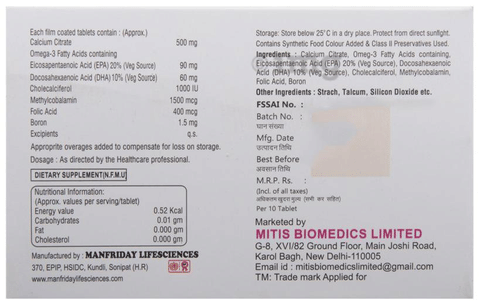 Each film coated tablets contain : (Approx.)
Calcium Citrate 500 mg
Omega-3 Fatty Acids containing
Eicosapentaenoic Acid (EPA) 20% (Veg Source) 90 mg
Docosahexaenoic Acid (DHA) 10% (Veg Source) 60 mg
Cholecalciferol 1000 IU
Methylcobalamin 1500 mcg
Folic Acid 400 mcg
Boron 1.5 mg
Excipients q.s.
Approprite overages added to compensate for loss on storage.
Dosage : As directed by the Healthcare professional.
DIETARY SUPPLEMENT(N.F.M.U)
Nutritional Information:
(Approx. values per serving/tablet)
Energy value 0.52 Kcal
Carbohydrates 0.01 gm
Fat 0.000 gm
Cholesterol 0.000 gm
Manufactured by : MANFRIDAY LIFESCIENCES
370, EPIP, HSIDC, Kundli, Sonipat (H.R)
www.manfridaylifesciences.com
Storage: Store below 25°C in a dry place. Protect from direct sunflight.
Contains Synthetic Food Colour Added & Class II Preservatives Used.
Ingredients : Calcium Citrate, Omega-3 Fatty Acids containing,
Eicosapentaenoic Acid (EPA) 20% (Veg Source), Docosahexaenoic
Acid (DHA) 10% (Veg Source), Cholecalciferol, Methylcobalamin,
Folic Acid, Boron
Other Ingredients : Strach, Talcum, Silicon Dioxide etc.
FSSAI No. :
Batch No. :
घान संख्या
Mfg. Date
उत्पादन तिथि
Best Before
अवसान तिथि
M.R.P. Rs. :
(Incl. of all taxes)
अधिकतम खुदरा मूल्य (सभी कर सहित)
Per 10 Tablet
Marketed by
MITIS BIOMEDICS LIMITED
G-8, XVI/82 Ground Floor, Main Joshi Road,
Karol Bagh, New Delhi-110005
Email id : mitisbiomedicslimited@gmail.com
TM: Trade mark Applied for